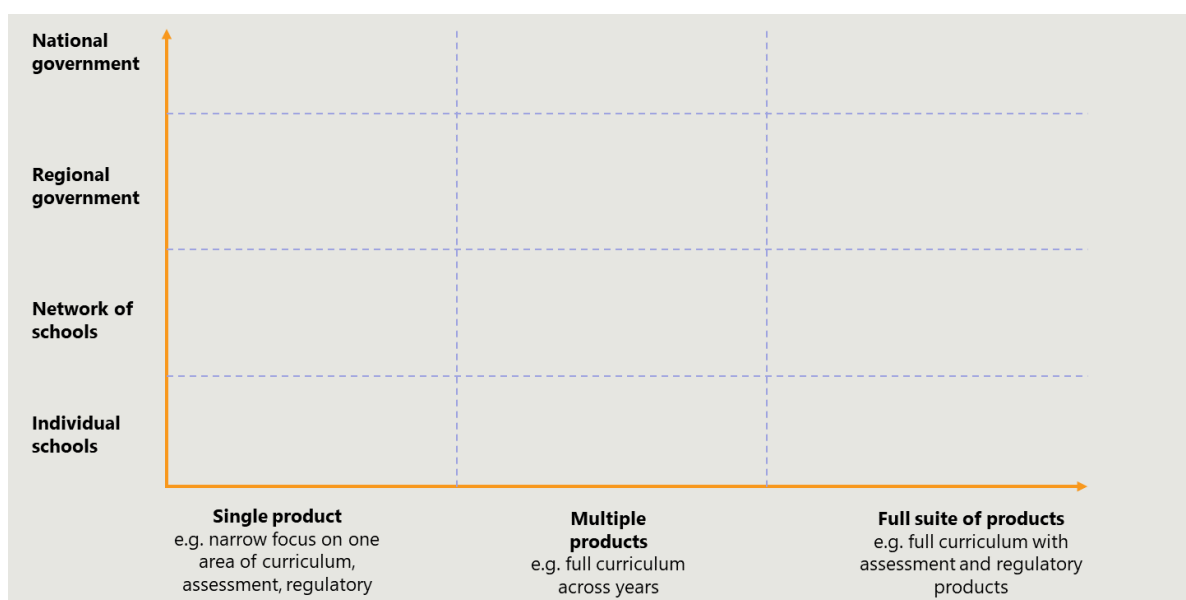 National
government
Regional
government
Network of
schools
Individual
schools
Single product
e.g. narrow focus on one
area of curriculum,
assessment, regulatory
Multiple
products
e.g. full curriculum
across years
Full suite of products
e.g. full curriculum with
assessment and regulatory
products